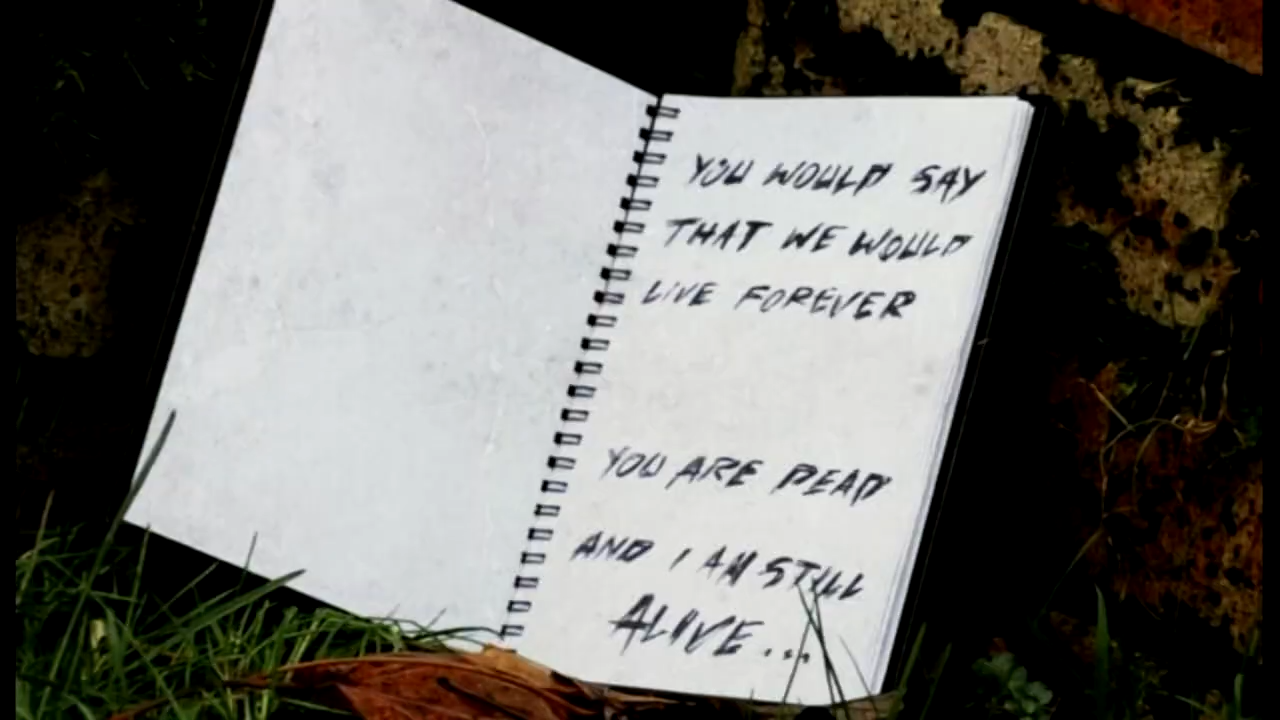 YOU WOULD SAY
THAT WE WOULD
LIVE FOREVER
YOU ARE DEAD
AND I AM STILL
ALIVE...